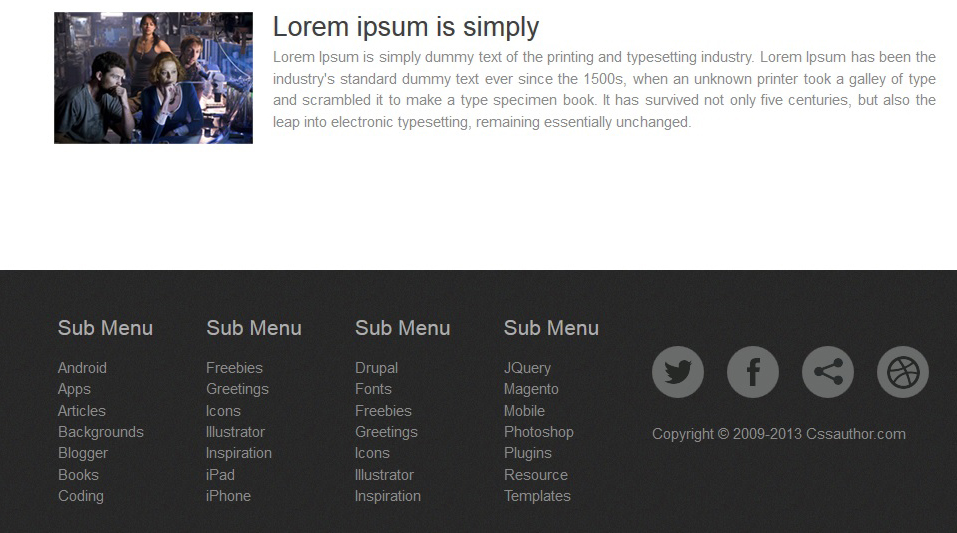 Lorem ipsum is simply
Lorem Ipsum is simply dummy text of the printing and typesetting industry. Lorem Ipsum has been the
industry's standard dummy text ever since the 1500s, when an unknown printer took a galley of type
and scrambled it to make a type specimen book. It has survived not only five centuries, but also the
leap into electronic typesetting, remaining essentially unchanged.
Sub Menu
Android
Apps
Articles
Backgrounds
Blogger
Books
Coding
Sub Menu
Freebies
Greetings
Icons
Illustrator
Inspiration
iPad
iPhone
Sub Menu
Drupal
Fonts
Freebies
Greetings
Icons
Illustrator
Inspiration
Sub Menu
JQuery
Magento
Mobile
Photoshop
Plugins
Resource
Templates
Copyright © 2009-2013 Cssauthor.com